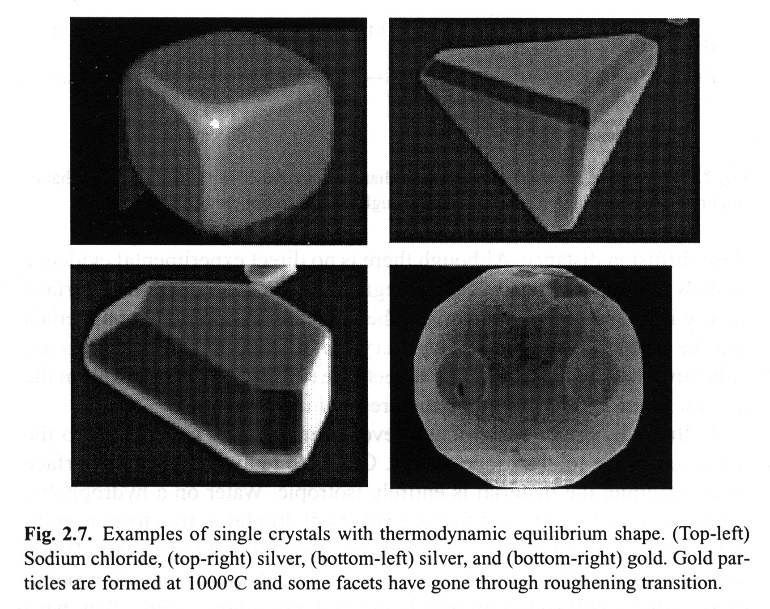 Fig. 2.7. Examples of single crystals with thermodynamic equilibrium shape. (Top-left)
Sodium chloride, (top-right) silver, (bottom-left) silver, and (bottom-right) gold. Gold par-
ticles are formed at 1000°C and some facets have gone through roughening transition.